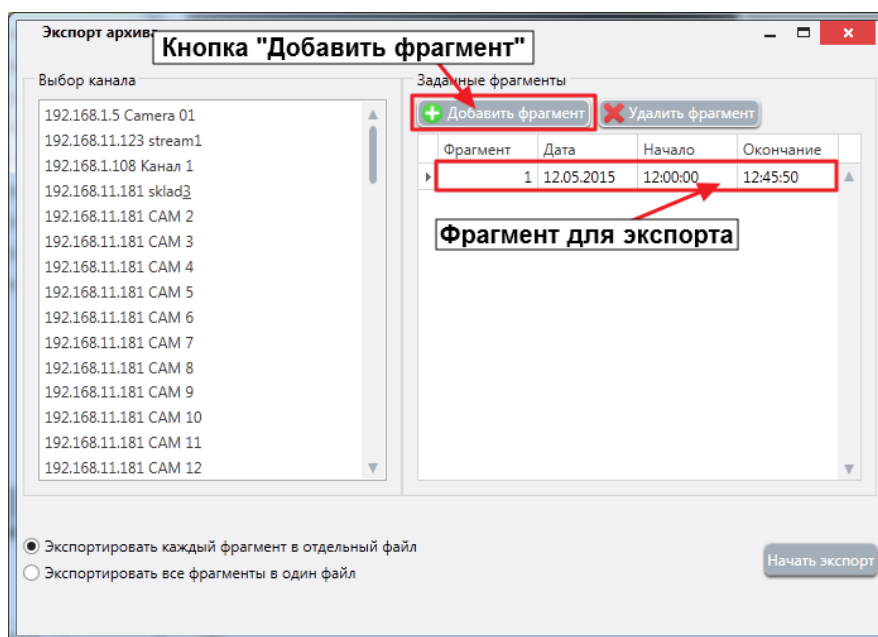 Экспорт архива
Кнопка "Добавить фрагмент"
Выбор канала
192.168.1.5 Camera 01
192.168.11.123 stream1
192.168.1.108 Канал 1
192.168.11.181 sklad3
192.168.11.181 CAM 2
192.168.11.181 CAM 3
192.168.11.181 CAM 4
192.168.11.181 CAM 5
192.168.11.181 CAM 6
192.168.11.181 CAM 7
192.168.11.181 CAM 8
192.168.11.181 CAM 9
192.168.11.181 CAM 10
192.168.11.181 CAM 11
192.168.11.181 CAM 12
Заданные фрагменты
Добавить фрагмент Удалить фрагмент
Фрагмент Дата Начало Окончание
1 12.05.2015 12:00:00 12:45:50
Фрагмент для экспорта
Экспортировать каждый фрагмент в отдельный файл
Экспортировать все фрагменты в один файл
Начать экспорт